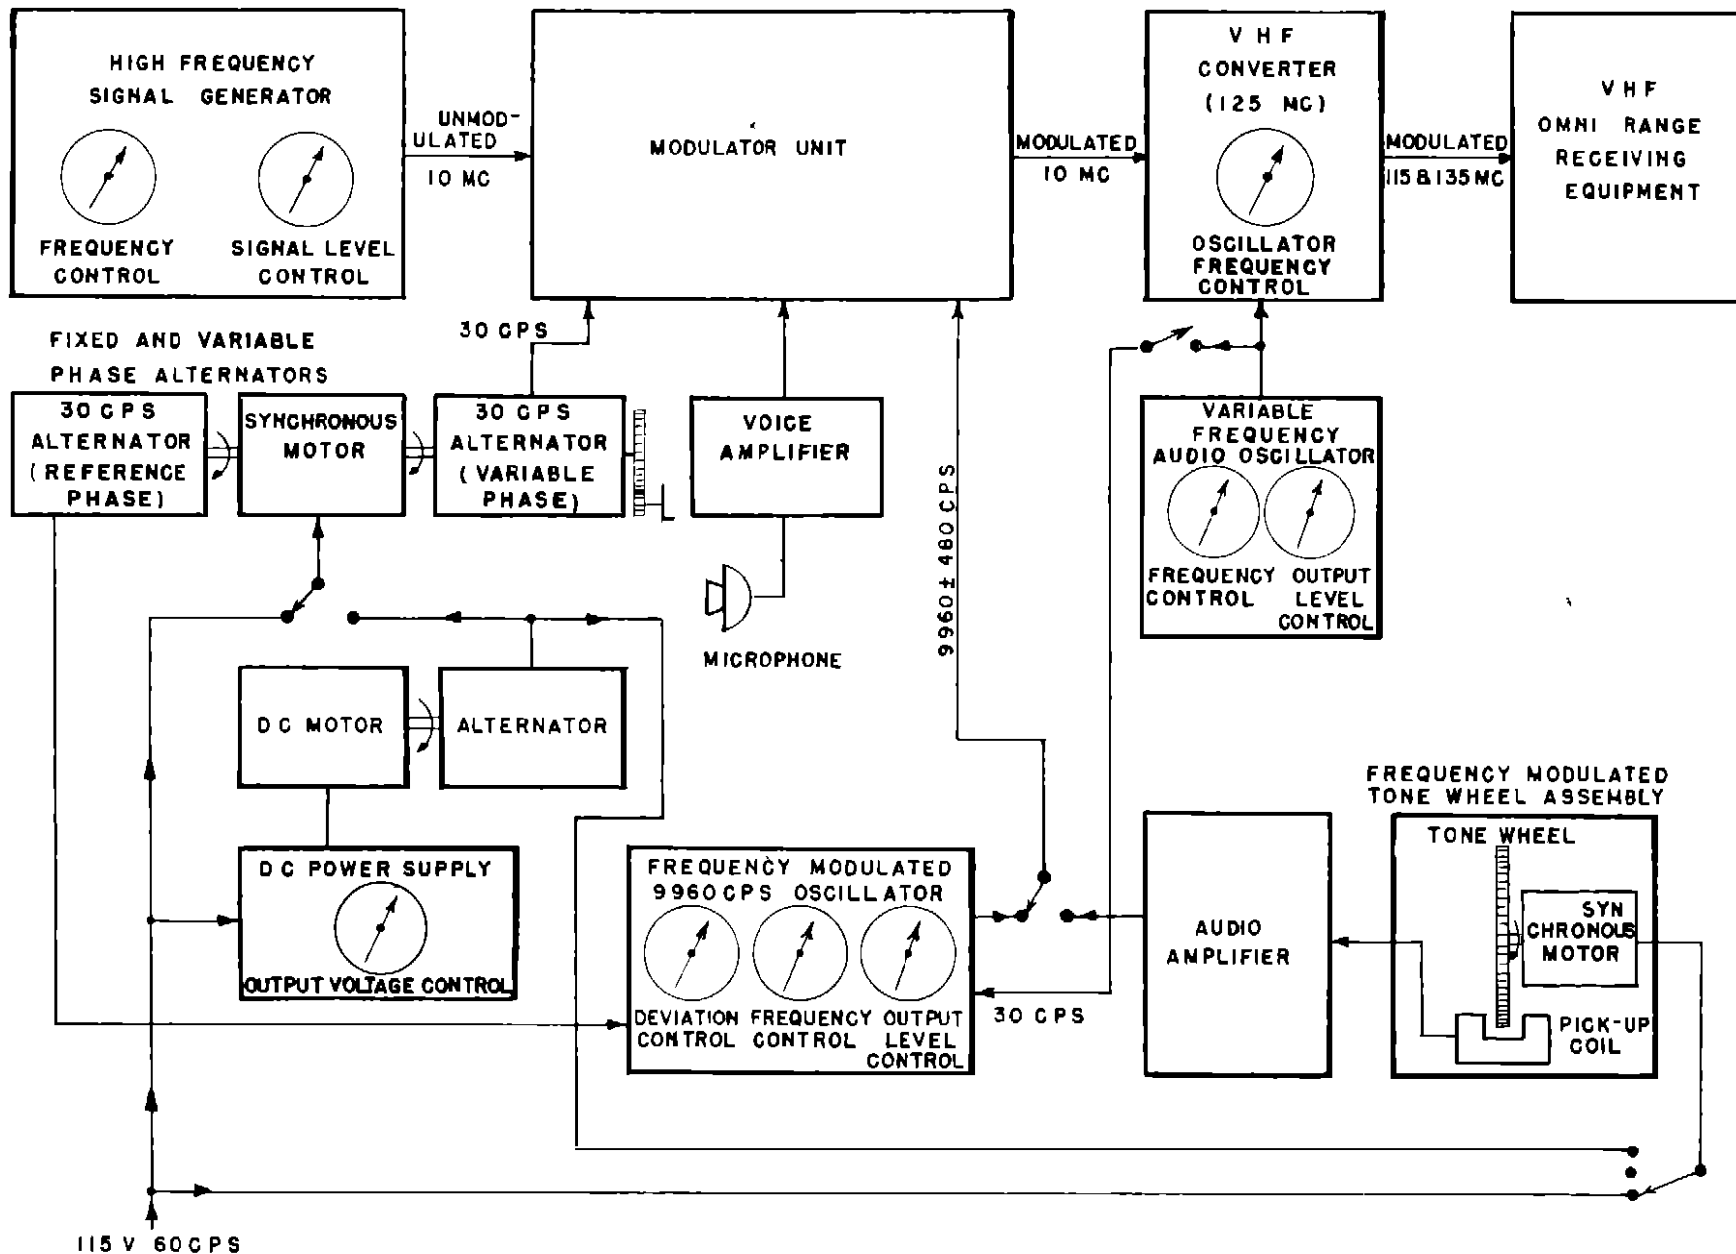 HIGH FREQUENCY
SIGNAL GENERATOR
FREQUENCY
CONTROL
SIGNAL LEVEL
CONTROL
UNMOD-
ULATED
10 MC
MODULATOR UNIT
MODULATED
10 MC
VHF
CONVERTER
(125 MC)
OSCILLATOR
FREQUENCY
CONTROL
MODULATED
115 & 135 MC
VHF
OMNI RANGE
RECEIVING
EQUIPMENT
FIXED AND VARIABLE
PHASE ALTERNATORS
30 CPS
ALTERNATOR
(REFERENCE
PHASE)
SYNCHRONOUS
MOTOR
30 CPS
ALTERNATOR
(VARIABLE
PHASE)
30 CPS
VOICE
AMPLIFIER
MICROPHONE
9960 ± 480 CPS
VARIABLE
FREQUENCY
AUDIO OSCILLATOR
FREQUENCY
CONTROL
OUTPUT
LEVEL
CONTROL
DC MOTOR
ALTERNATOR
DC POWER SUPPLY
OUTPUT VOLTAGE CONTROL
FREQUENCY MODULATED
9960 CPS OSCILLATOR
DEVIATION
CONTROL
FREQUENCY
CONTROL
OUTPUT
LEVEL
CONTROL
30 CPS
AUDIO
AMPLIFIER
FREQUENCY MODULATED
TONE WHEEL ASSEMBLY
TONE WHEEL
SYN
CHRONOUS
MOTOR
PICK-UP
COIL
115 V 60 CPS